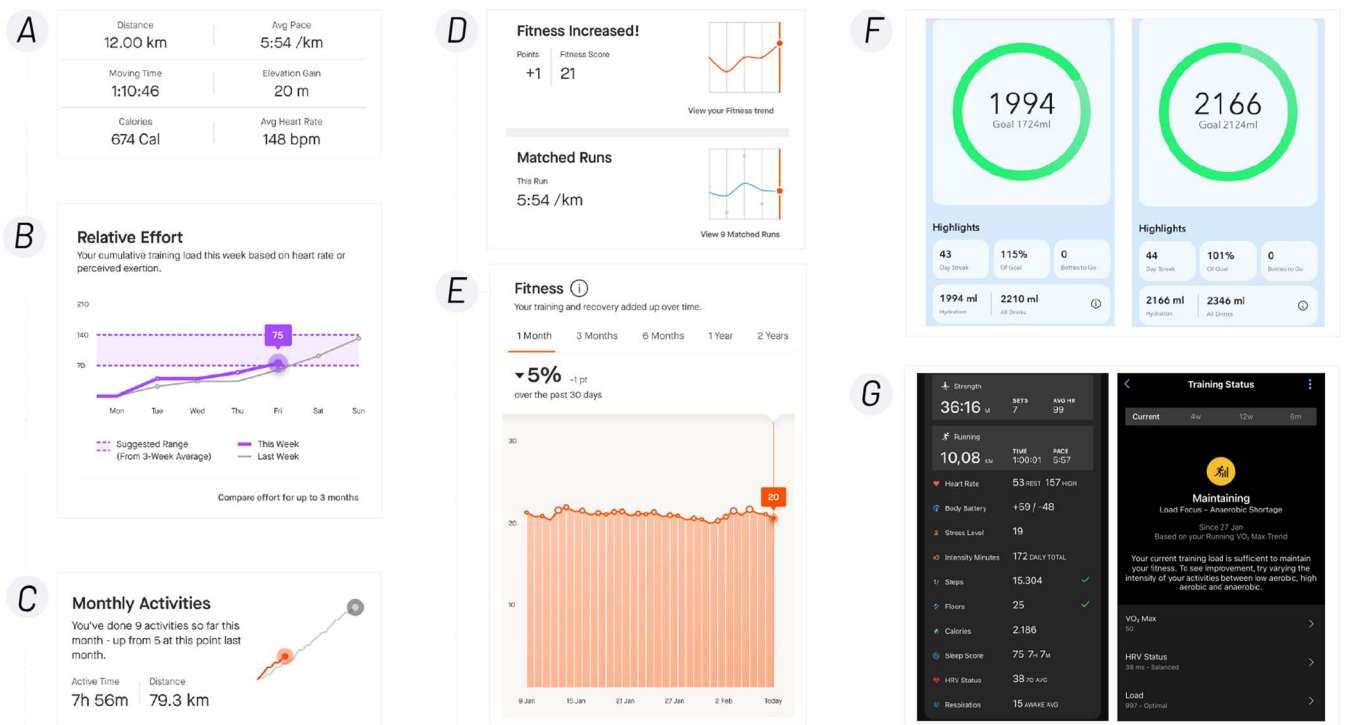 A
Distance
12.00 km
Avg Pace
5:54 /km
Moving Time
1:10:46
Elevation Gain
20 m
Calories
674 Cal
Avg Heart Rate
148 bpm
B
Relative Effort
Your cumulative training load this week based on heart rate or
perceived exertion.
210
140
70
75
Mon Tue Wed Thu Fri Sat Sun
Suggested Range
(From 3-Week Average)
This Week
Last Week
Compare effort for up to 3 months
C
Monthly Activities
You've done 9 activities so far this
month - up from 5 at this point last
month.
Active Time
7h 56m
Distance
79.3 km
D
Fitness Increased!
Points
+1
Fitness Score
21
View your Fitness trend
Matched Runs
This Run
5:54 /km
View 9 Matched Runs
E
Fitness
Your training and recovery added up over time.
1 Month 3 Months 6 Months 1 Year 2 Years
5% -1 pt
over the past 30 days
30
20
10
20
9 Jan 15 Jan 21 Jan 27 Jan 2 Feb Today
F
1994
Goal 1724ml
Highlights
43
Day Streak
115%
Of Goal
0
Bottles to Go
1994 ml
Hydration
2210 ml
All Drinks
2166
Goal 2124ml
Highlights
44
Day Streak
101%
Of Goal
0
Bottles to Go
2166 ml
Hydration
2346 ml
All Drinks
G
Strength
36:16 M
SETS
7
AVG HR
99
Running
10,08 KM
TIME
1:00:01
PACE
5:57
Heart Rate 53 REST 157 HIGH
Body Battery +59 / -48
Stress Level 19
Intensity Minutes 172 DAILY TOTAL
Steps 15.304
Floors 25
Calories 2.186
Sleep Score 75 7H 7M
HRV Status 38 7D AVG
Respiration 15 AWAKE AVG
Training Status
Current 4w 12w 6m
Maintaining
Load Focus - Anaerobic Shortage
Since 27 Jan
Based on your Running VO₂ Max Trend
Your current training load is sufficient to maintain
your fitness. To see improvement, try varying the
intensity of your activities between low aerobic, high
aerobic and anaerobic.
VO₂ Max
50
HRV Status
38 ms - Balanced
Load
997 - Optimal